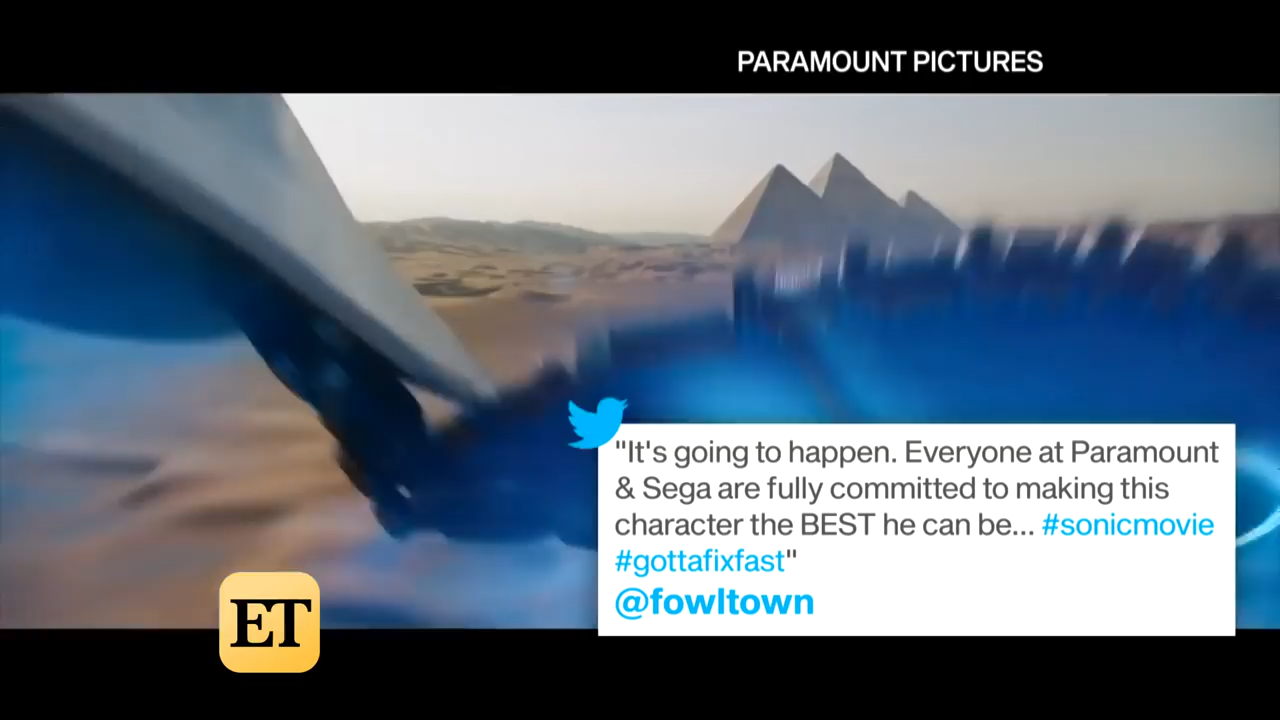 PARAMOUNT PICTURES
"It's going to happen. Everyone at Paramount
& Sega are fully committed to making this
character the BEST he can be... #sonicmovie
#gottafixfast"
@fowltown
ET